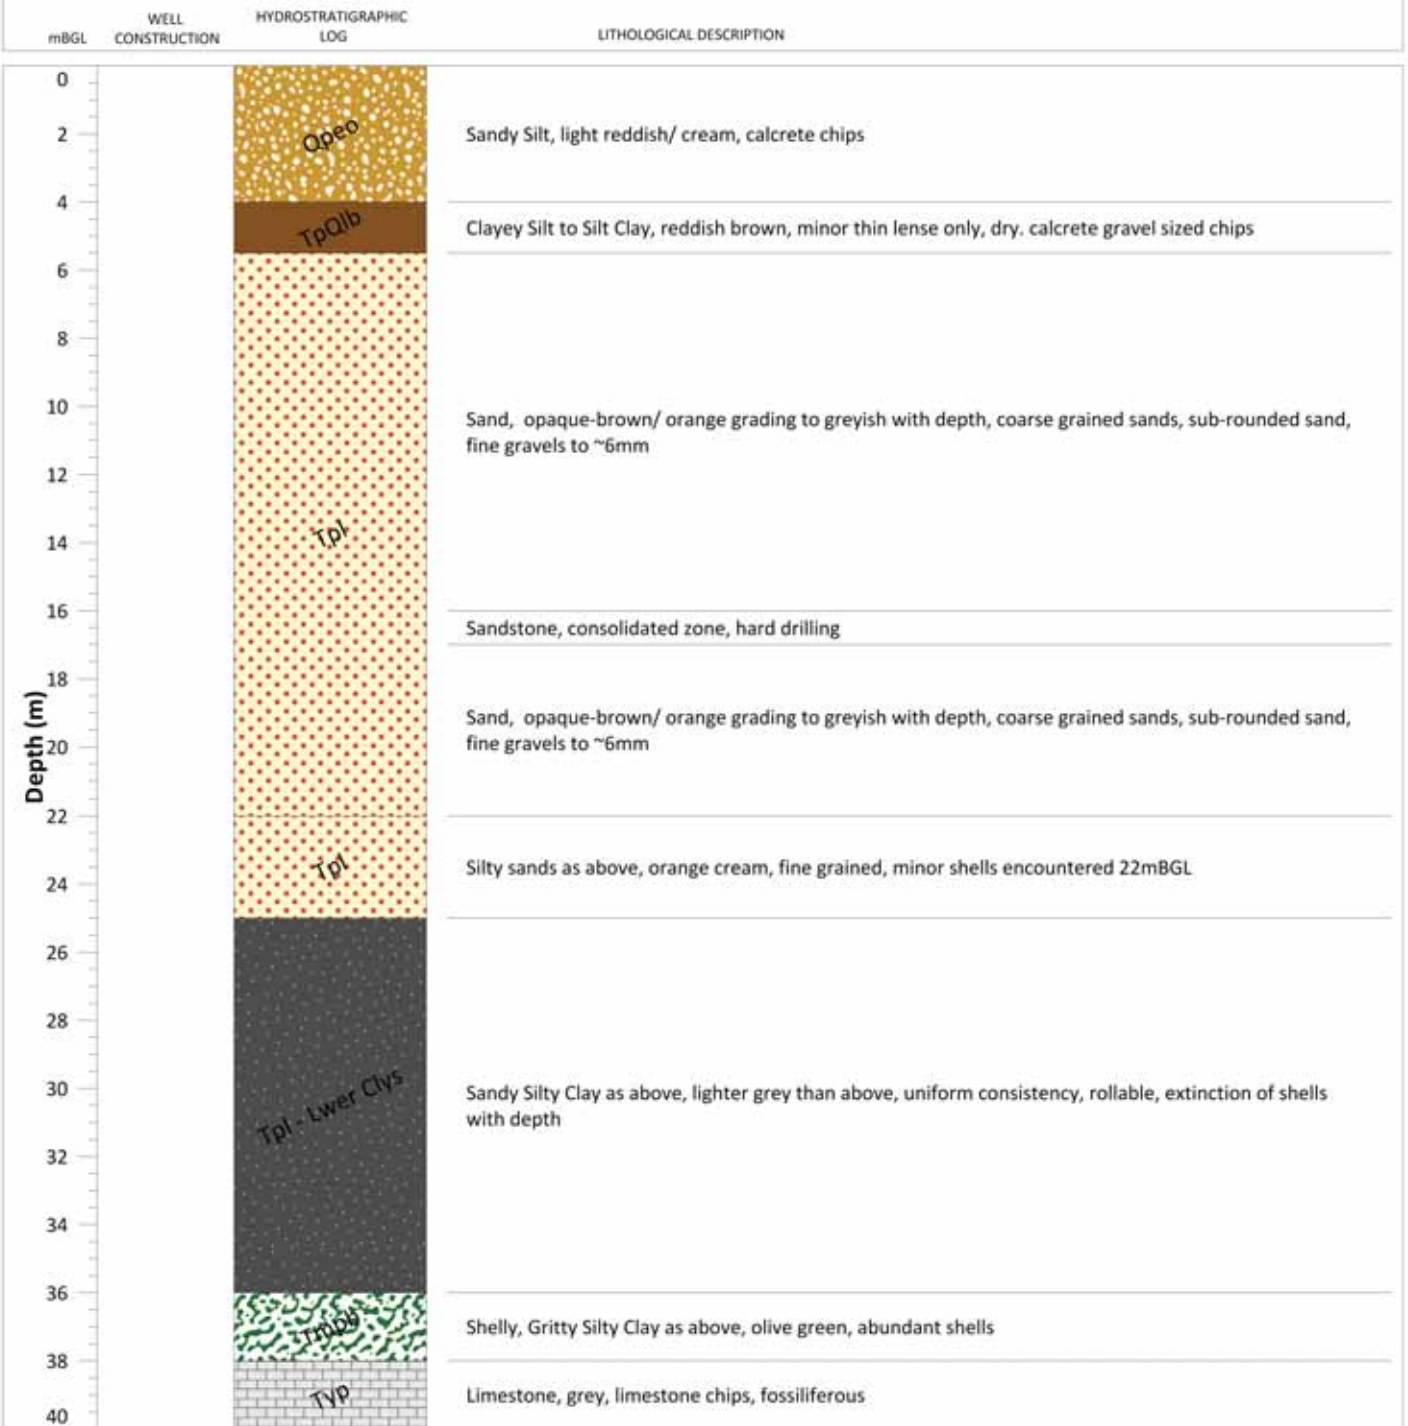 mBGL
WELL
CONSTRUCTION
HYDROSTRATIGRAPHIC
LOG
LITHOLOGICAL DESCRIPTION
Depth (m)
0
2
4
6
8
10
12
14
16
18
20
22
24
26
28
30
32
34
36
38
40
Qpeo
Sandy Silt, light reddish/ cream, calcrete chips
TpQlb
Clayey Silt to Silt Clay, reddish brown, minor thin lense only, dry. calcrete gravel sized chips
Tpl
Sand, opaque-brown/ orange grading to greyish with depth, coarse grained sands, sub-rounded sand,
fine gravels to ~6mm
Sandstone, consolidated zone, hard drilling
Sand, opaque-brown/ orange grading to greyish with depth, coarse grained sands, sub-rounded sand,
fine gravels to ~6mm
Tpl
Silty sands as above, orange cream, fine grained, minor shells encountered 22mBGL
Tpl - Lwer Clys
Sandy Silty Clay as above, lighter grey than above, uniform consistency, rollable, extinction of shells
with depth
Tmpb
Shelly, Gritty Silty Clay as above, olive green, abundant shells
Typ
Limestone, grey, limestone chips, fossiliferous